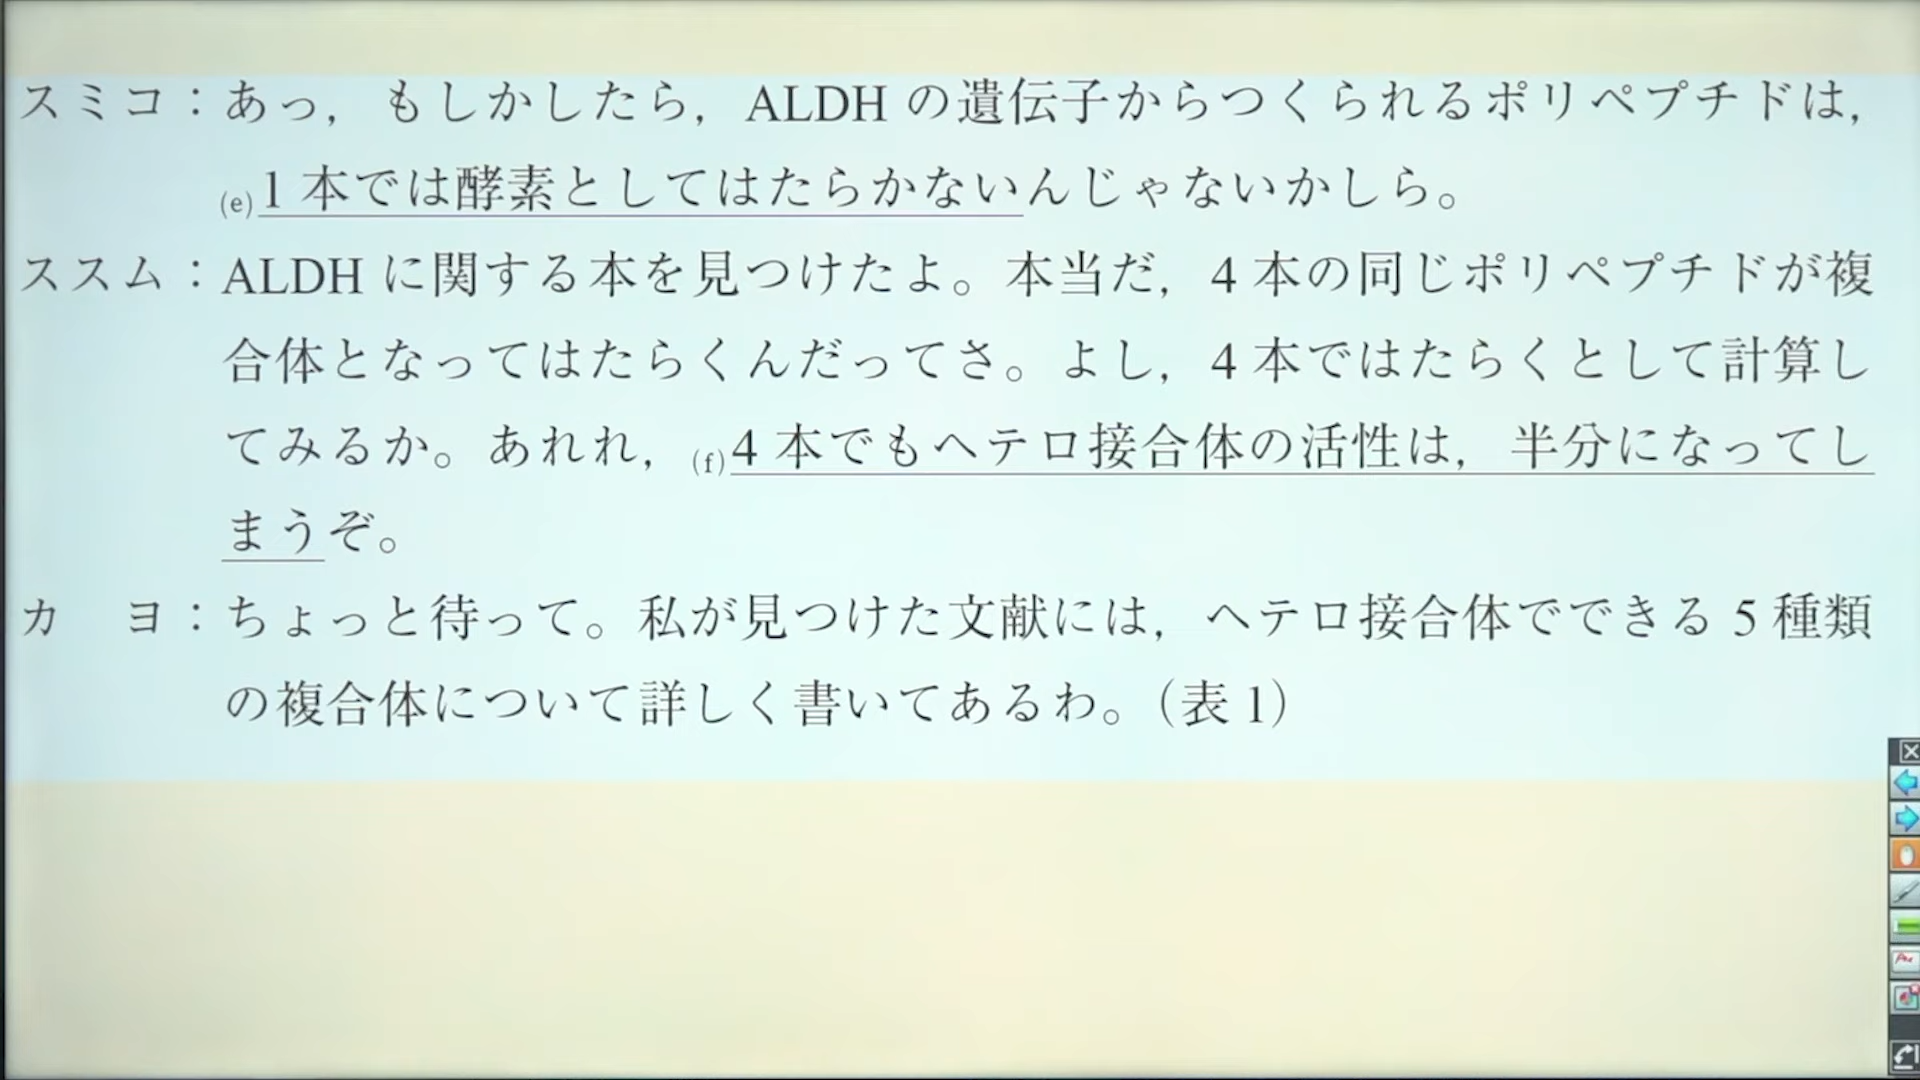 スミコ：あっ，もしかしたら，ALDH の遺伝子からつくられるポリペプチドは，
(e)1 本では酵素としてはたらかないんじゃないかしら。
ススム：ALDH に関する本を見つけたよ。本当だ，4 本の同じポリペプチドが複
合体となってはたらくんだってさ。よし，4 本ではたらくとして計算し
てみるか。あれれ，(f)4 本でもヘテロ接合体の活性は，半分になってし
まうぞ。
カ　ヨ：ちょっと待って。私が見つけた文献には，ヘテロ接合体でできる 5 種類
の複合体について詳しく書いてあるわ。（表 1）